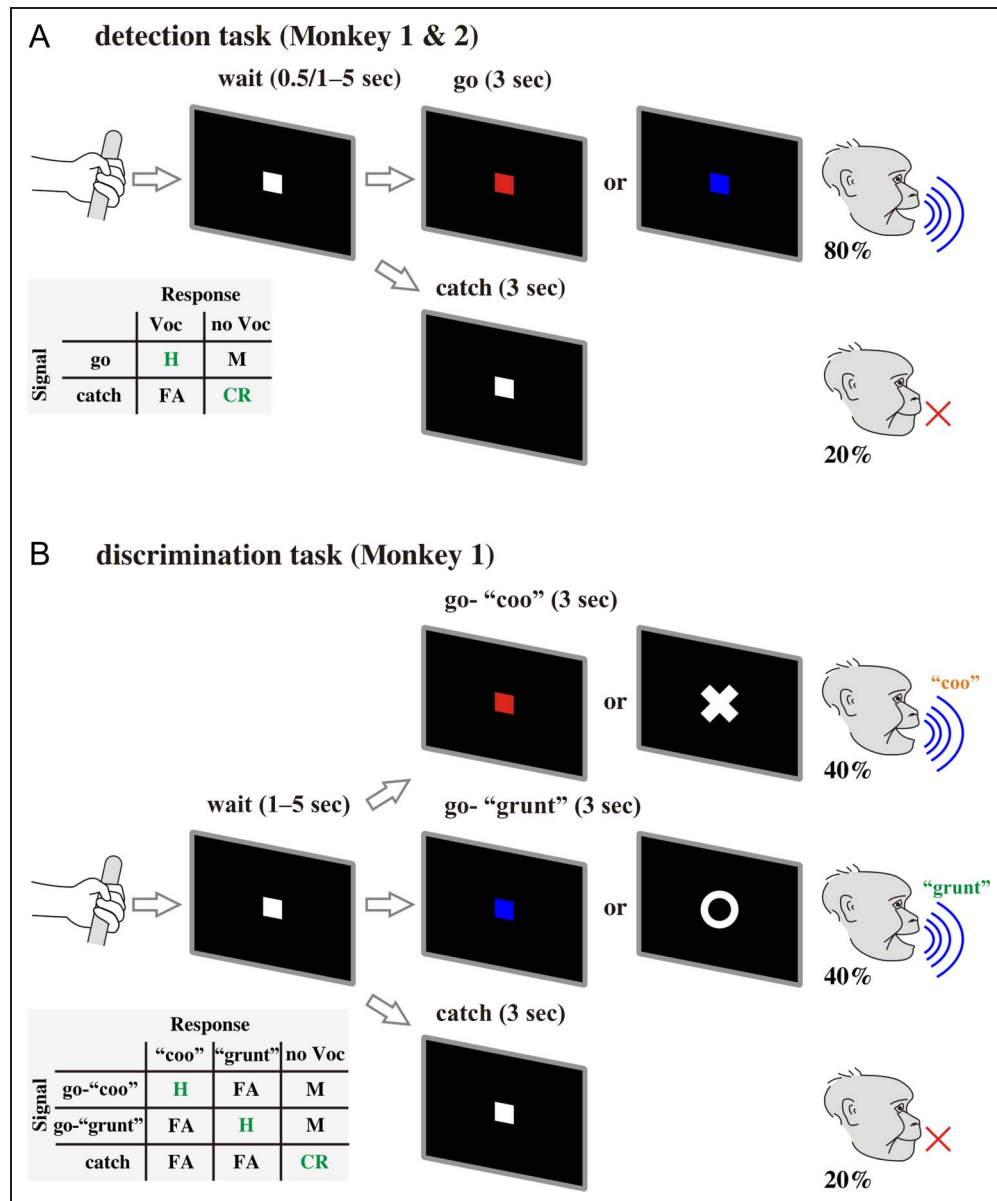 A detection task (Monkey 1 & 2)
wait (0.5/1–5 sec) go (3 sec)
or
80%
catch (3 sec)
Response
Voc no Voc
Signal
go H M
catch FA CR
20%
B discrimination task (Monkey 1)
go- “coo” (3 sec)
or
“coo”
40%
wait (1–5 sec) go- “grunt” (3 sec)
or
“grunt”
40%
catch (3 sec)
Response
“coo” “grunt” no Voc
Signal
go-“coo” H FA M
go-“grunt” FA H M
catch FA FA CR
20%